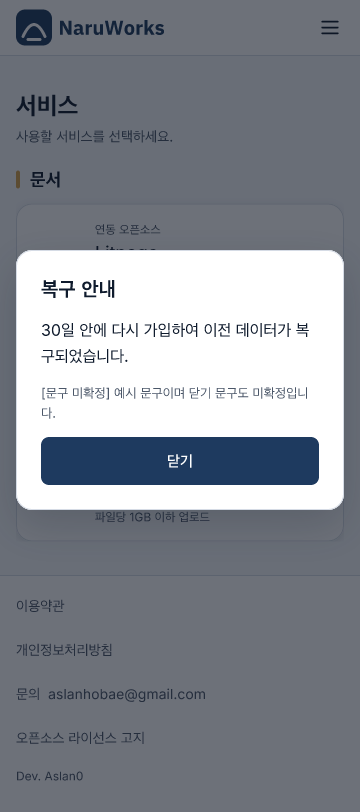 NaruWorks
서비스
사용할 서비스를 선택하세요.
문서
연동 오픈소스
복구 안내
30일 안에 다시 가입하여 이전 데이터가 복
구되었습니다.
[문구 미확정] 예시 문구이며 닫기 문구도 미확정입니
다.
닫기
파일당 1GB 이하 업로드
이용약관
개인정보처리방침
문의 aslanhobae@gmail.com
오픈소스 라이선스 고지
Dev. Aslan0